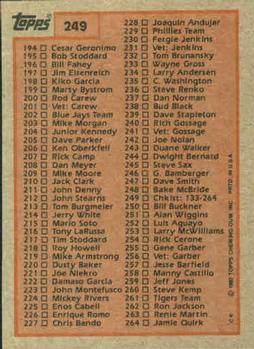 Topps
249
194 Cesar Geronimo
195 Bob Stoddard
196 Bill Fahey
197 Jim Eisenreich
198 Kiko Garcia
199 Marty Bystrom
200 Rod Carew
201 Vet: Carew
202 Blue Jays Team
203 Mike Morgan
204 Junior Kennedy
205 Dave Parker
206 Ken Oberkfell
207 Rick Camp
208 Dan Meyer
209 Mike Moore
210 Jack Clark
211 John Denny
212 John Stearns
213 Tom Burgmeier
214 Jerry White
215 Mario Soto
216 Tony LaRussa
217 Tim Stoddard
218 Roy Howell
219 Mike Armstrong
220 Dusty Baker
221 Joe Niekro
222 Damaso Garcia
223 John Montefusco
224 Mickey Rivers
225 Enos Cabell
226 Enrique Romo
227 Chris Bando
228 Joaquin Andujar
229 Phillies Team
230 Fergie Jenkins
231 Vet: Jenkins
232 Tom Brunansky
233 Wayne Gross
234 Larry Andersen
235 C. Washington
236 Steve Renko
237 Dan Norman
238 Bud Black
239 Dave Stapleton
240 Rich Gossage
241 Vet: Gossage
242 Joe Nolan
243 Duane Walker
244 Dwight Bernard
245 Steve Sax
246 G. Bamberger
247 Dave Smith
248 Bake McBride
249 Chklst: 133-264
250 Bill Buckner
251 Alan Wiggins
252 Luis Aguayo
253 Larry McWilliams
254 Rick Cerone
255 Gene Garber
256 Vet: Garber
257 Jesse Barfield
258 Manny Castillo
259 Jeff Jones
260 Steve Kemp
261 Tigers Team
262 Ron Jackson
263 Renie Martin
264 Jamie Quirk